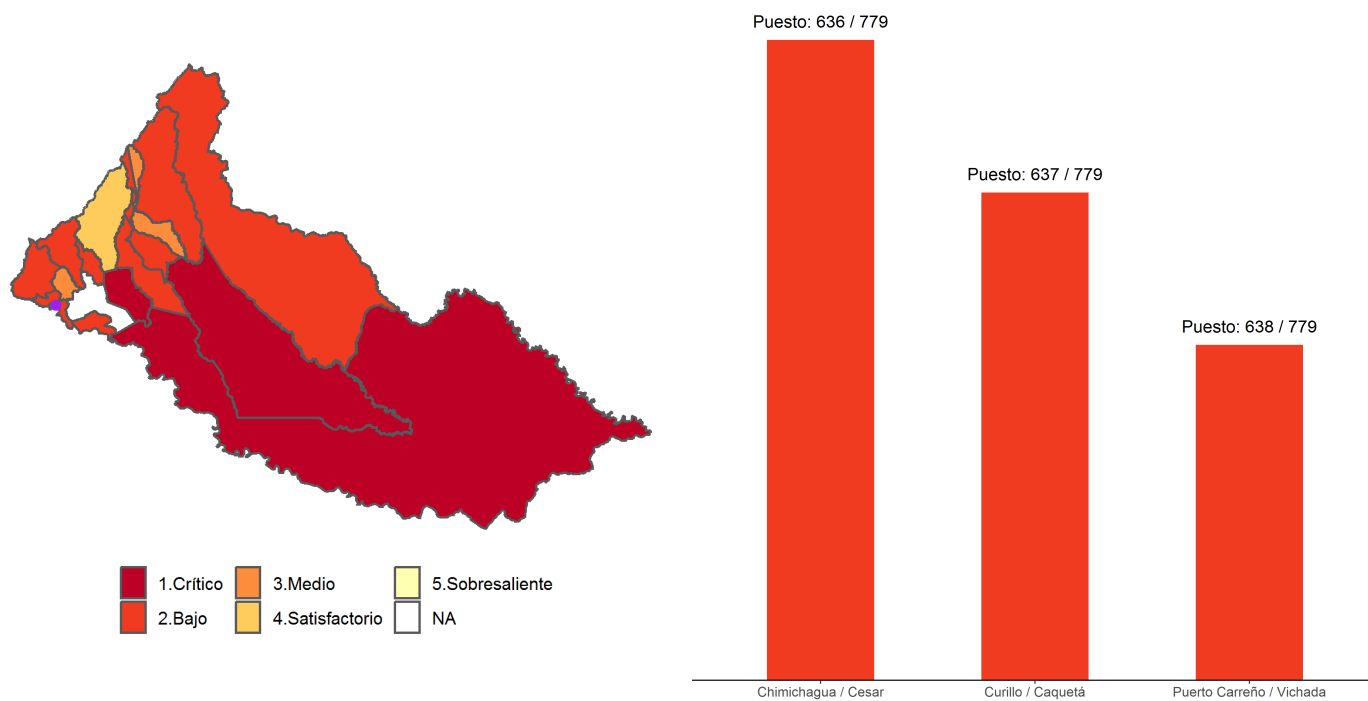 Puesto: 636 / 779
Puesto: 637 / 779
Puesto: 638 / 779
1.Crítico
3.Medio
5.Sobresaliente
2.Bajo
4.Satisfactorio
NA
Chimichagua / Cesar
Curillo / Caquetá
Puerto Carreño / Vichada